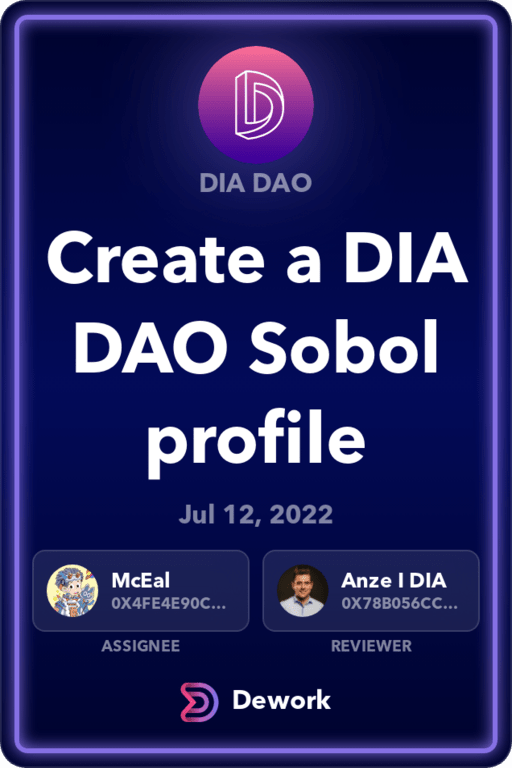 DIA DAO
Create a DIA
DAO Sobol
profile
Jul 12, 2022
McEal
0X4FE4E90C...
ASSIGNEE
Anze I DIA
0X78B056CC...
REVIEWER
Dework